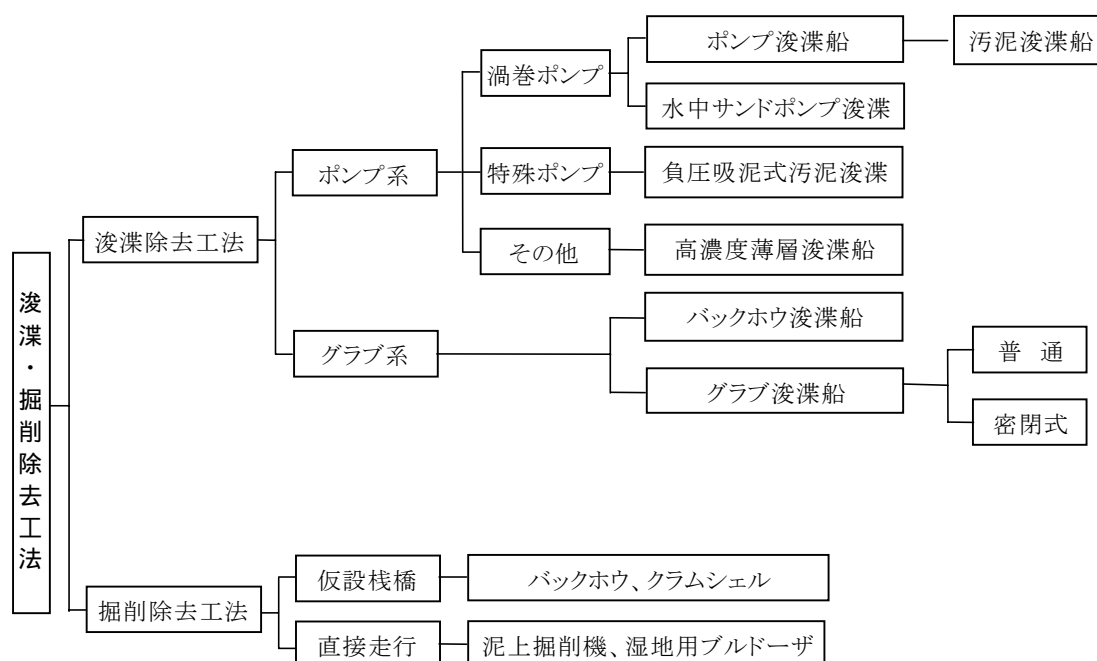 浚渫・掘削除去工法
浚渫除去工法
ポンプ系
渦巻ポンプ
ポンプ浚渫船
汚泥浚渫船
水中サンドポンプ浚渫
特殊ポンプ
負圧吸泥式汚泥浚渫
その他
高濃度薄層浚渫船
グラブ系
バックホウ浚渫船
グラブ浚渫船
普　通
密閉式
掘削除去工法
仮設桟橋
バックホウ、クラムシェル
直接走行
泥上掘削機、湿地用ブルドーザ